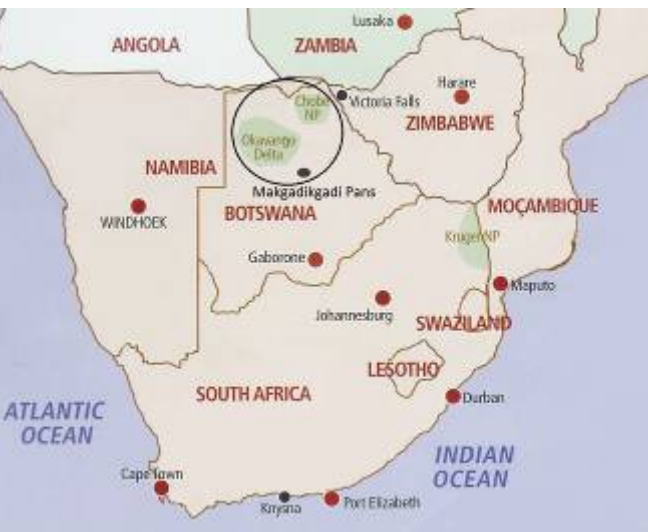 Lusaka
ANGOLA
ZAMBIA
Harare
Chobe
NP
Victoria Falls
ZIMBABWE
Okavango
Delta
NAMIBIA
Makgadikgadi Pans
MOÇAMBIQUE
WINDHOEK
BOTSWANA
Kruger NP
Gaborone
Maputo
Johannesburg
SWAZILAND
LESOTHO
SOUTH AFRICA
Durban
ATLANTIC
OCEAN
INDIAN
OCEAN
Cape Town
Knysna
Port Elizabeth